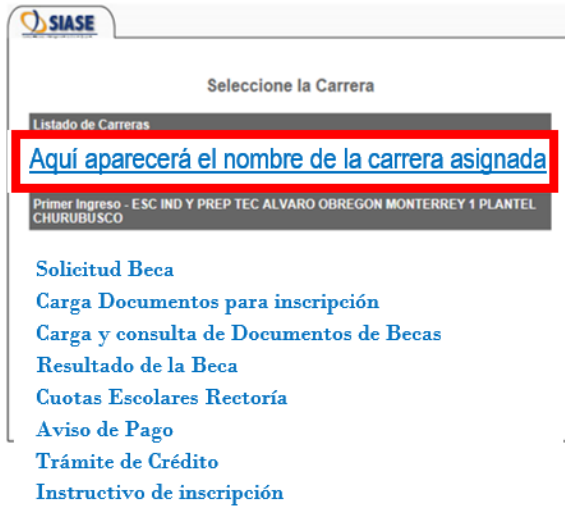 SIASE
Seleccione la Carrera
Listado de Carreras
Aquí aparecerá el nombre de la carrera asignada
Primer Ingreso - ESC IND Y PREP TEC ALVARO OBREGON MONTERREY 1 PLANTEL
CHURUBUSCO
Solicitud Beca
Carga Documentos para inscripción
Carga y consulta de Documentos de Becas
Resultado de la Beca
Cuotas Escolares Rectoría
Aviso de Pago
Trámite de Crédito
Instructivo de inscripción